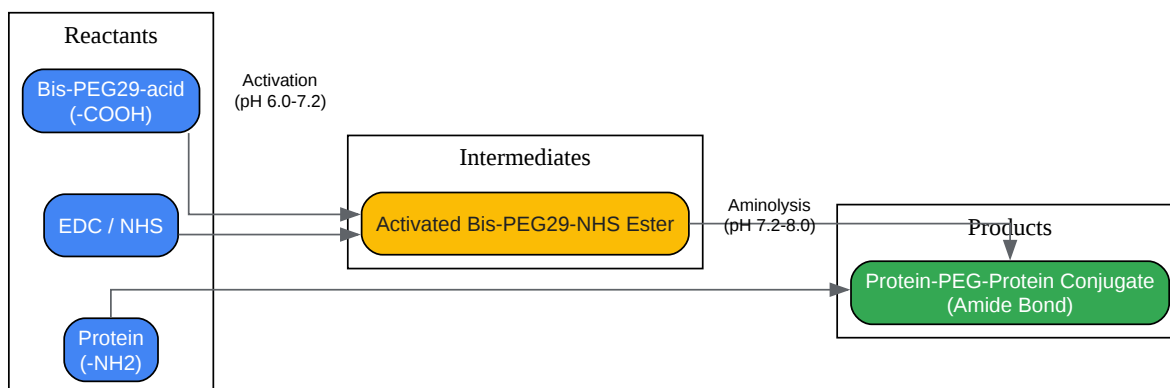 Reactants
Bis-PEG29-acid
(-COOH)
Activation
(pH 6.0-7.2)
Intermediates
EDC / NHS
Activated Bis-PEG29-NHS Ester
Aminolysis
(pH 7.2-8.0)
Products
Protein-PEG-Protein Conjugate
(Amide Bond)
Protein
(-NH2)